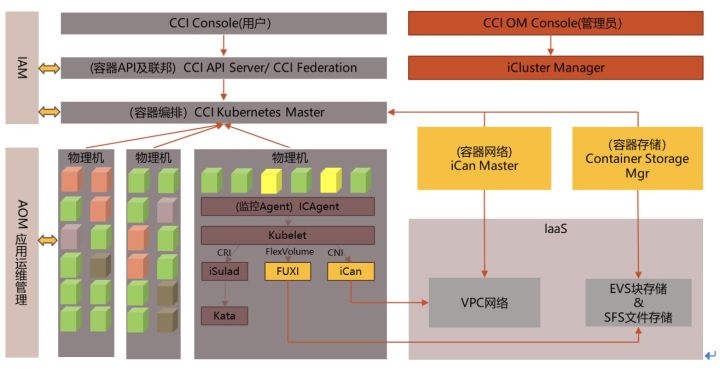 CCI Console(用户)
CCI OM Console(管理员)
IAM
(容器API及联邦) CCI API Server/ CCI Federation
iCluster Manager
(容器编排) CCI Kubernetes Master
物理机
物理机
物理机
(容器网络)
iCan Master
(容器存储)
Container Storage
Mgr
AOM 应用运维管理
(监控Agent) ICAgent
Kubelet
CRI
FlexVolume
CNI
iSulad
FUXI
iCan
Kata
IaaS
VPC网络
EVS块存储
&
SFS文件存储